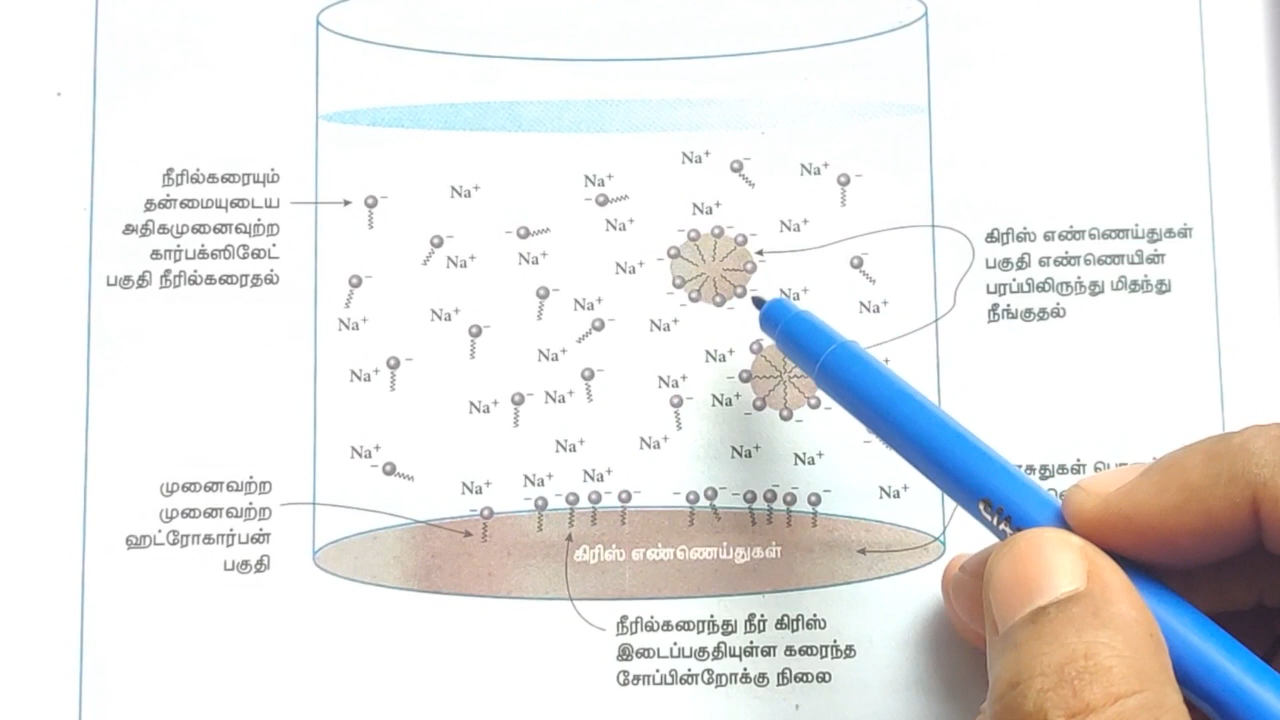 நீரில்கரையும்
தன்மையுடைய
அதிகமுனைவற்ற
கார்பக்ஸிலேட்
பகுதி நீரில்கரைதல்
Na⁺
Na⁺ Na⁺
Na⁺ Na⁺
Na⁺
Na⁺ Na⁺
Na⁺ Na⁺ Na⁺
Na⁺ Na⁺
Na⁺ Na⁺ Na⁺
Na⁺
Na⁺ Na⁺
Na⁺ Na⁺
Na⁺ Na⁺ Na⁺
Na⁺ Na⁺ Na⁺
Na⁺ Na⁺
Na⁺ Na⁺ Na⁺ Na⁺
கிரிஸ் எண்ணெய்துகள்
பகுதி எண்ணெயின்
பரப்பிலிருந்து மிதந்து
நீங்குதல்
முனைவற்ற
முனைவற்ற
ஹட்ரோகார்பன்
பகுதி
கிரிஸ் எண்ணெய்துகள்
நீரில்கரைந்து நீர் கிரிஸ்
இடைப்பகுதியுள்ள கரைந்த
சோப்பின்றோக்கு நிலை